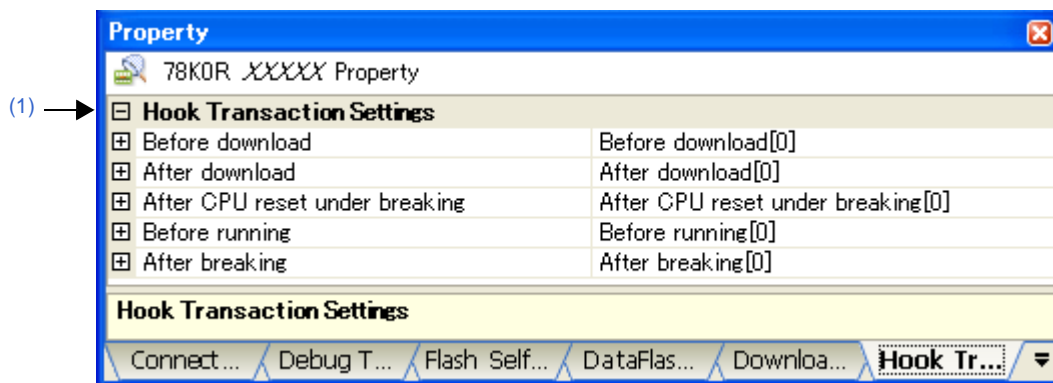 Property
78K0R XXXXX Property
(1)
Hook Transaction Settings
Before download Before download[0]
After download After download[0]
After CPU reset under breaking After CPU reset under breaking[0]
Before running Before running[0]
After breaking After breaking[0]
Hook Transaction Settings
Connect... Debug T... Flash Self... DataFlas... Downloa... Hook Tr...